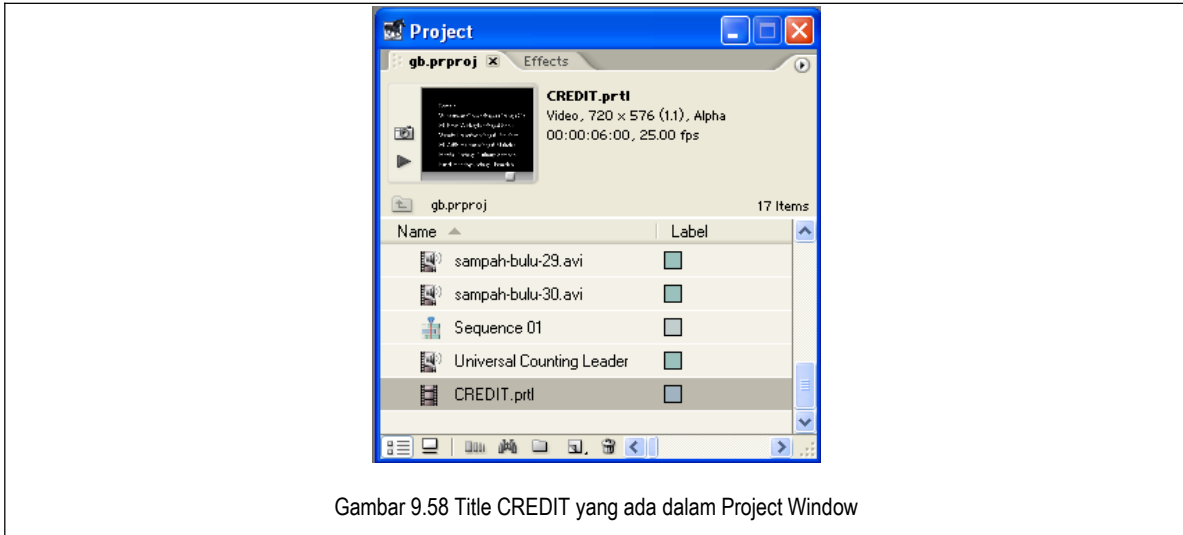 Project
gb.prproj Effects
CREDIT.prtl
Video, 720 × 576 (1.1), Alpha
00:00:06:00, 25.00 fps
gb.prproj 17 Items
Name Label
sampah-bulu-29.avi
sampah-bulu-30.avi
Sequence 01
Universal Counting Leader
CREDIT.prtl
Gambar 9.58 Title CREDIT yang ada dalam Project Window